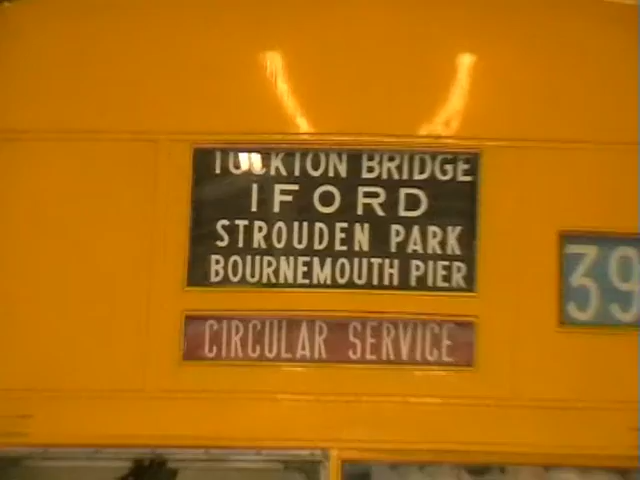 TUCKTON BRIDGE
IFORD
STROUDEN PARK
BOURNEMOUTH PIER
39
CIRCULAR SERVICE